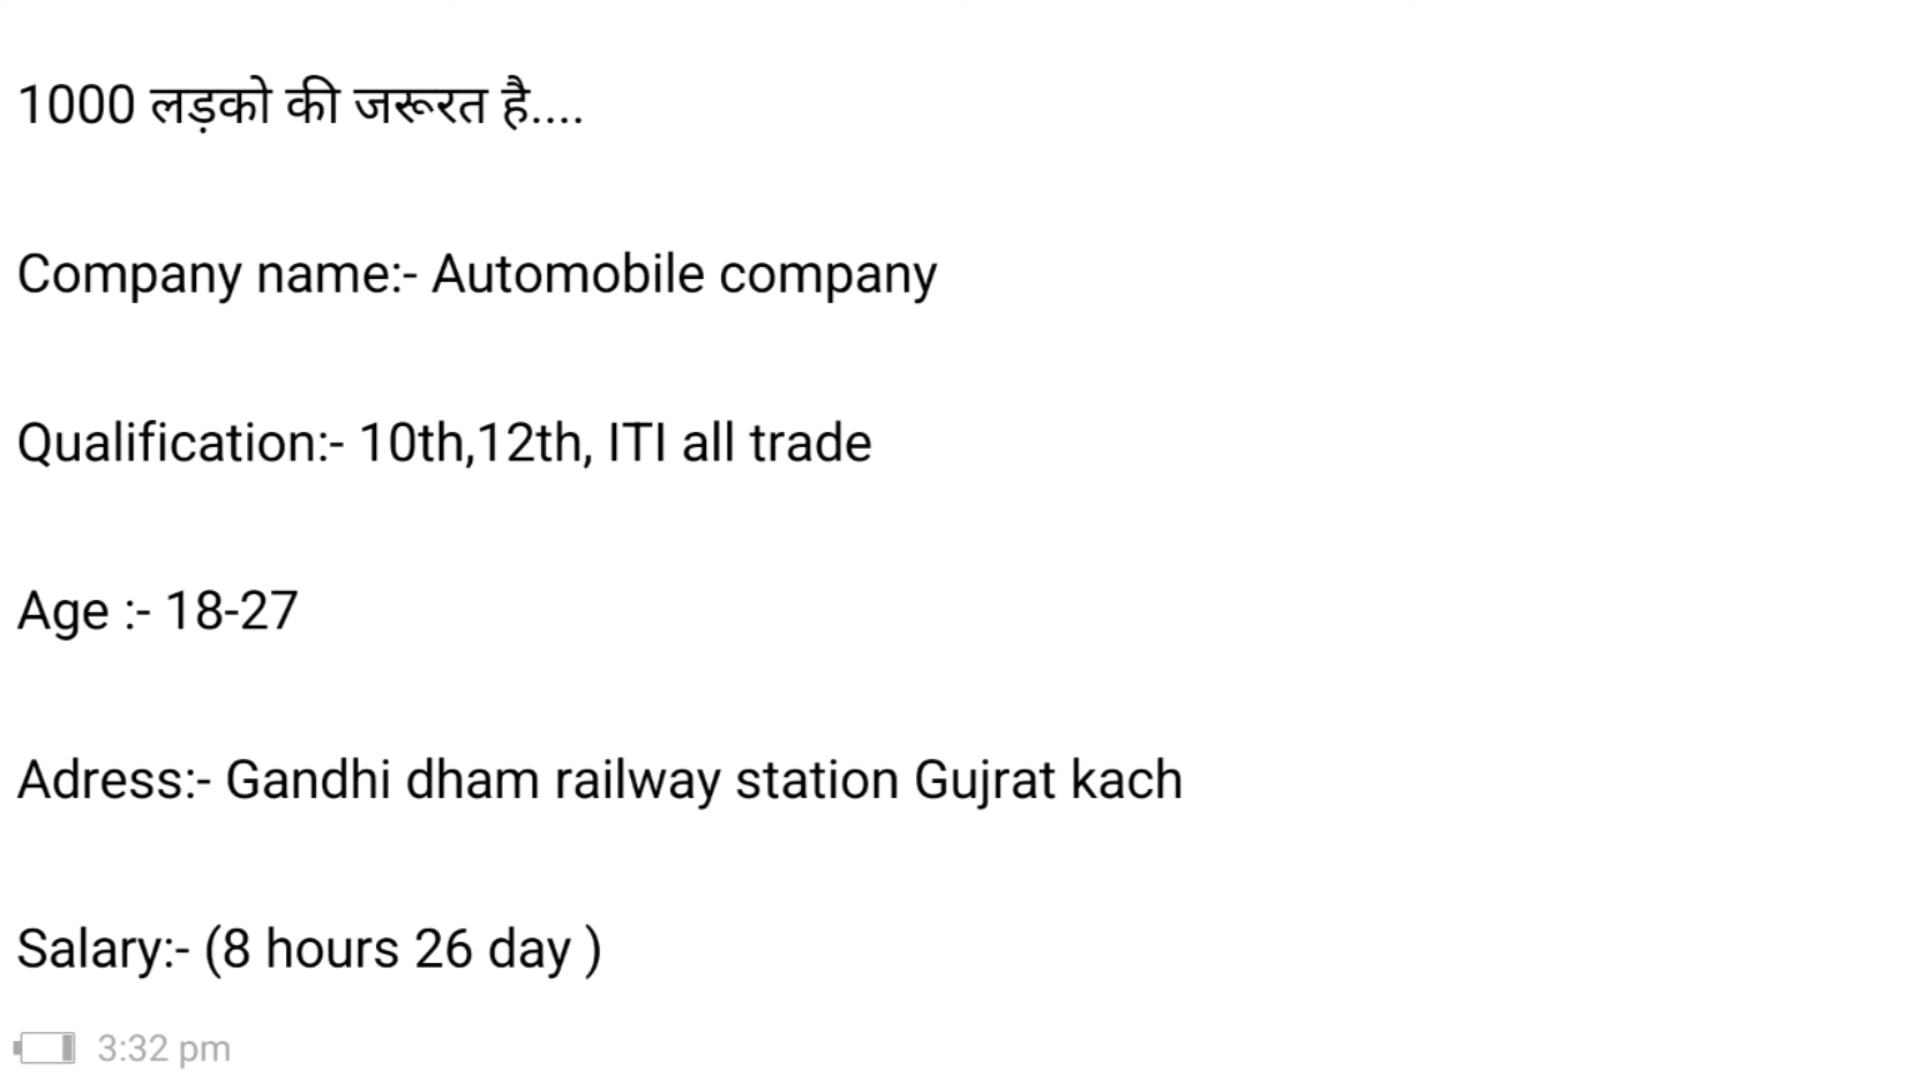 1000 लड़को की जरूरत है....
Company name:- Automobile company
Qualification:- 10th,12th, ITI all trade
Age :- 18-27
Adress:- Gandhi dham railway station Gujrat kach
Salary:- (8 hours 26 day )
3:32 pm